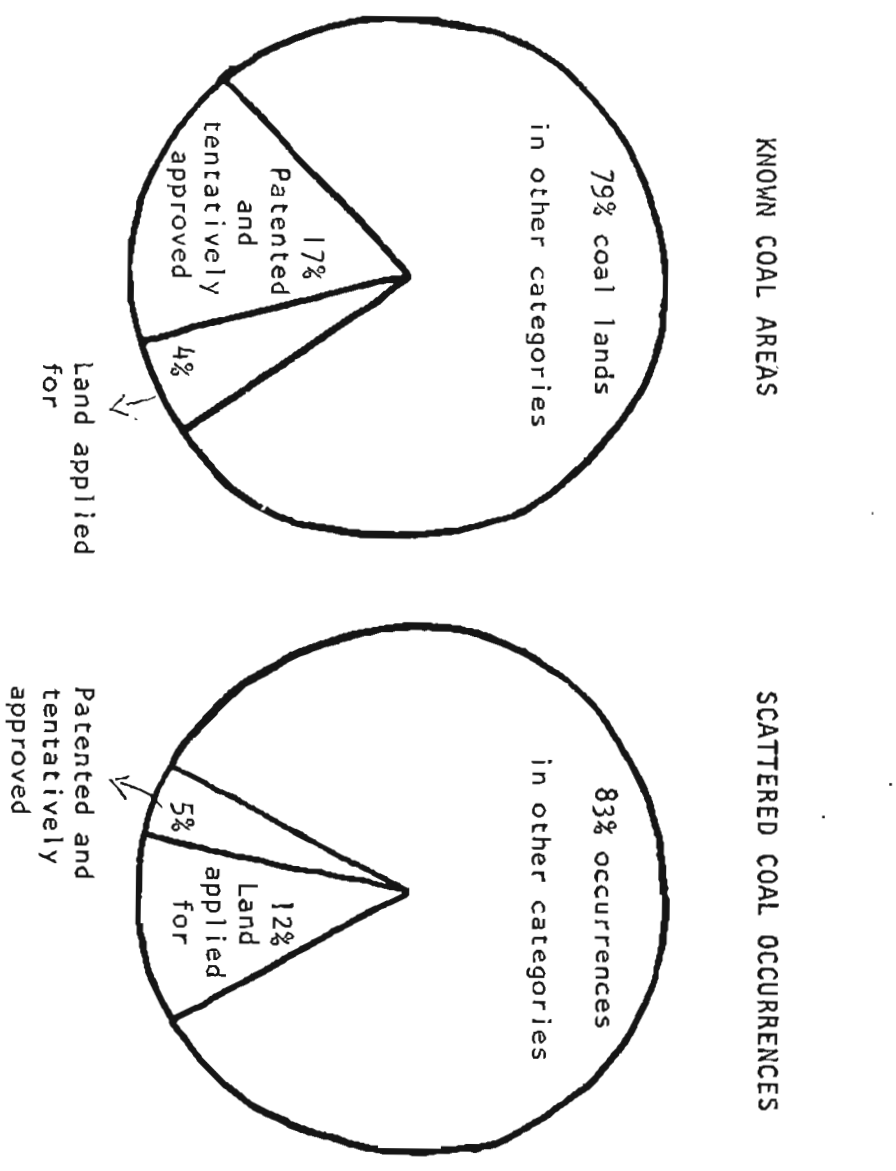 KNOWN COAL AREAS
79% coal lands
in other categories
17%
Patented
and
tentatively
approved
4%
Land applied
for
SCATTERED COAL OCCURRENCES
83% occurrences
in other categories
12%
Land
applied
for
5%
Patented and
tentatively
approved